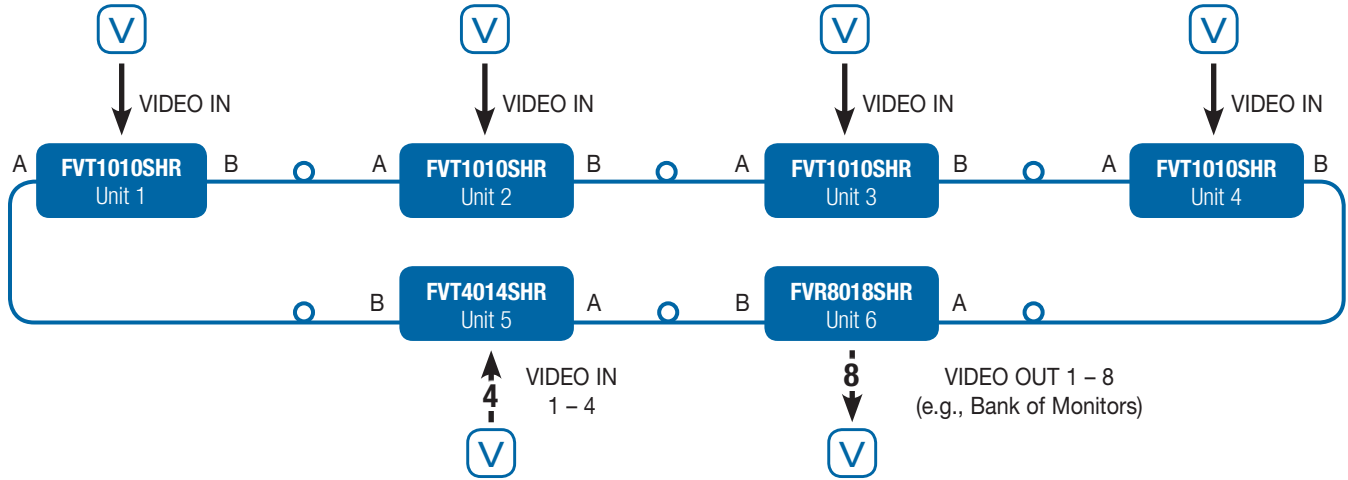 V V V V
VIDEO IN VIDEO IN VIDEO IN VIDEO IN
A FVT1010SHR B A FVT1010SHR B A FVT1010SHR B A FVT1010SHR B
Unit 1 Unit 2 Unit 3 Unit 4
B FVT4014SHR A B FVR8018SHR A
Unit 5 Unit 6
4 VIDEO IN 8 VIDEO OUT 1 – 8
1 – 4 (e.g., Bank of Monitors)
V V